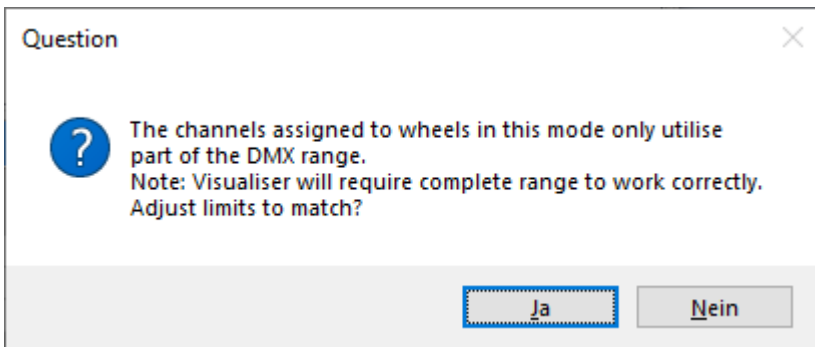 Question
The channels assigned to wheels in this mode only utilise
part of the DMX range.
Note: Visualiser will require complete range to work correctly.
Adjust limits to match?
Ja
Nein